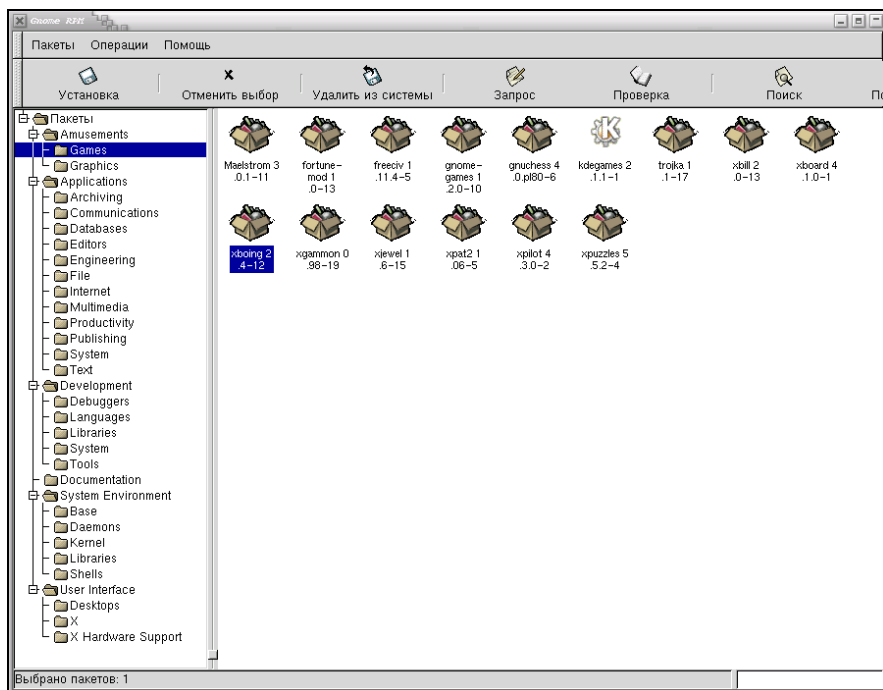 Gnome RPM
Пакеты Операции Помощь
Установка Отменить выбор Удалить из системы Запрос Проверка Поиск
Пакеты
Amusements
Games
Graphics
Applications
Archiving
Communications
Databases
Editors
Engineering
File
Internet
Multimedia
Productivity
Publishing
System
Text
Development
Debuggers
Languages
Libraries
System
Tools
Documentation
System Environment
Base
Daemons
Kernel
Libraries
Shells
User Interface
Desktops
X
X Hardware Support
Maelstrom 3
.0.1-11
fortune-
mod 1
.0-13
freeciv 1
.11.4-5
gnome-
games 1
.2.0-10
gnuchess 4
.0.pl80-6
kdegames 2
.1.1-1
trojka 1
.1-17
xbill 2
.0-13
xboard 4
.1.0-1
xboing 2
.4-12
xgammon 0
.98-19
xjewel 1
.6-15
xpat2 1
.06-5
xpilot 4
.3.0-2
xpuzzles 5
.5.2-4
Выбрано пакетов: 1